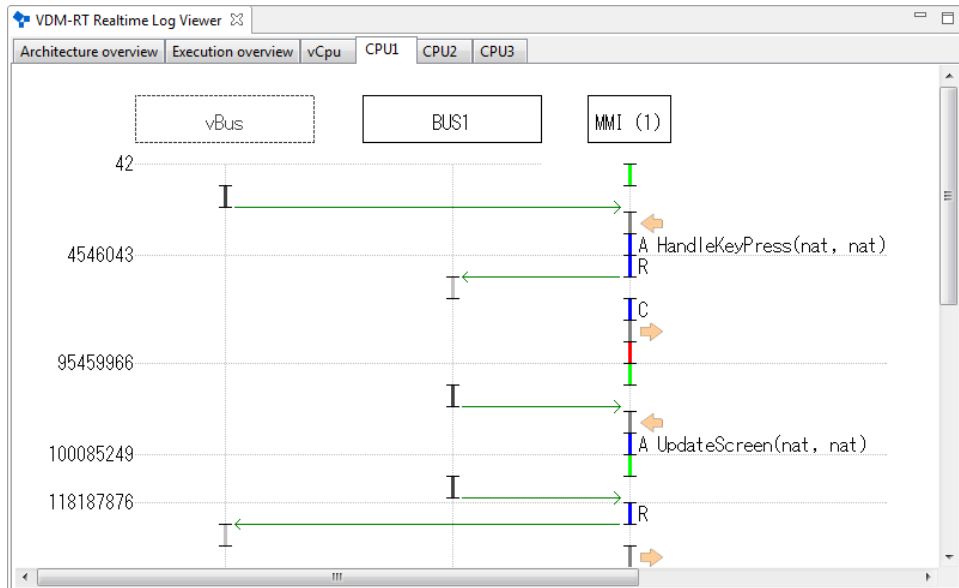 VDM-RT Realtime Log Viewer
Architecture overview Execution overview vCpu CPU1 CPU2 CPU3
vBus BUS1 MMI (1)
42
A HandleKeyPress(nat, nat)
4546043
R
C
95459966
A UpdateScreen(nat, nat)
100085249
118187876
R